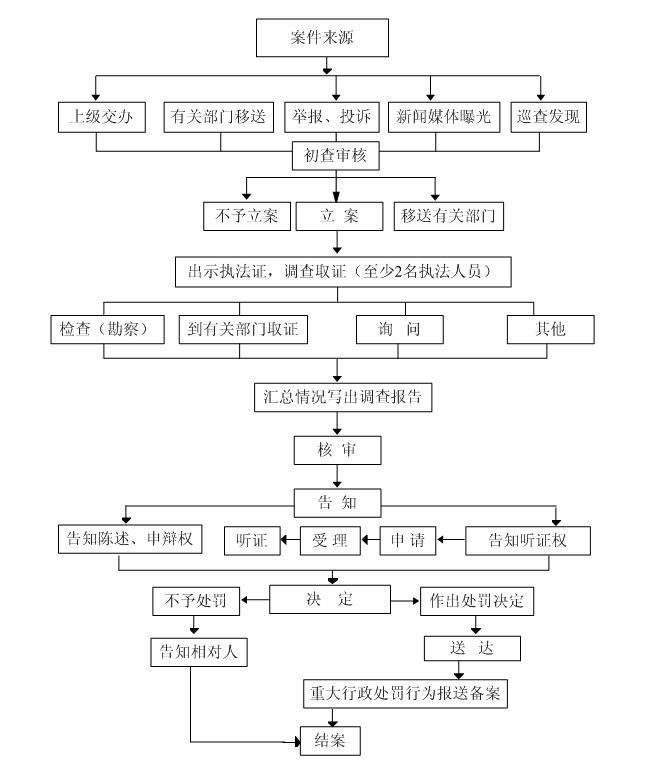 案件来源
上级交办
有关部门移送
举报、投诉
新闻媒体曝光
巡查发现
初查审核
不予立案
立 案
移送有关部门
出示执法证，调查取证（至少2名执法人员）
检查（勘察）
到有关部门取证
询 问
其他
汇总情况写出调查报告
核 审
告 知
告知陈述、申辩权
听证
受 理
申 请
告知听证权
不予处罚
决 定
作出处罚决定
告知相对人
送 达
重大行政处罚行为报送备案
结案